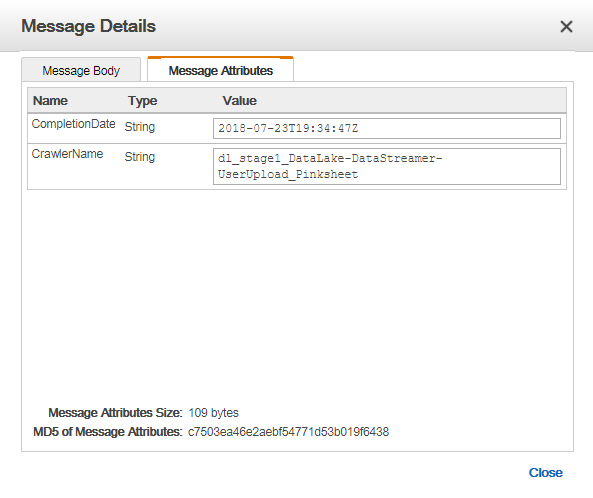 Message Details
Message Body Message Attributes
Name Type Value
CompletionDate String 2018-07-23T19:34:47Z
CrawlerName String dl_stage1_DataLake-DataStreamer-
UserUpload_Pinksheet
Message Attributes Size: 109 bytes
MD5 of Message Attributes: c7503ea46e2aebf54771d53b019f6438
Close